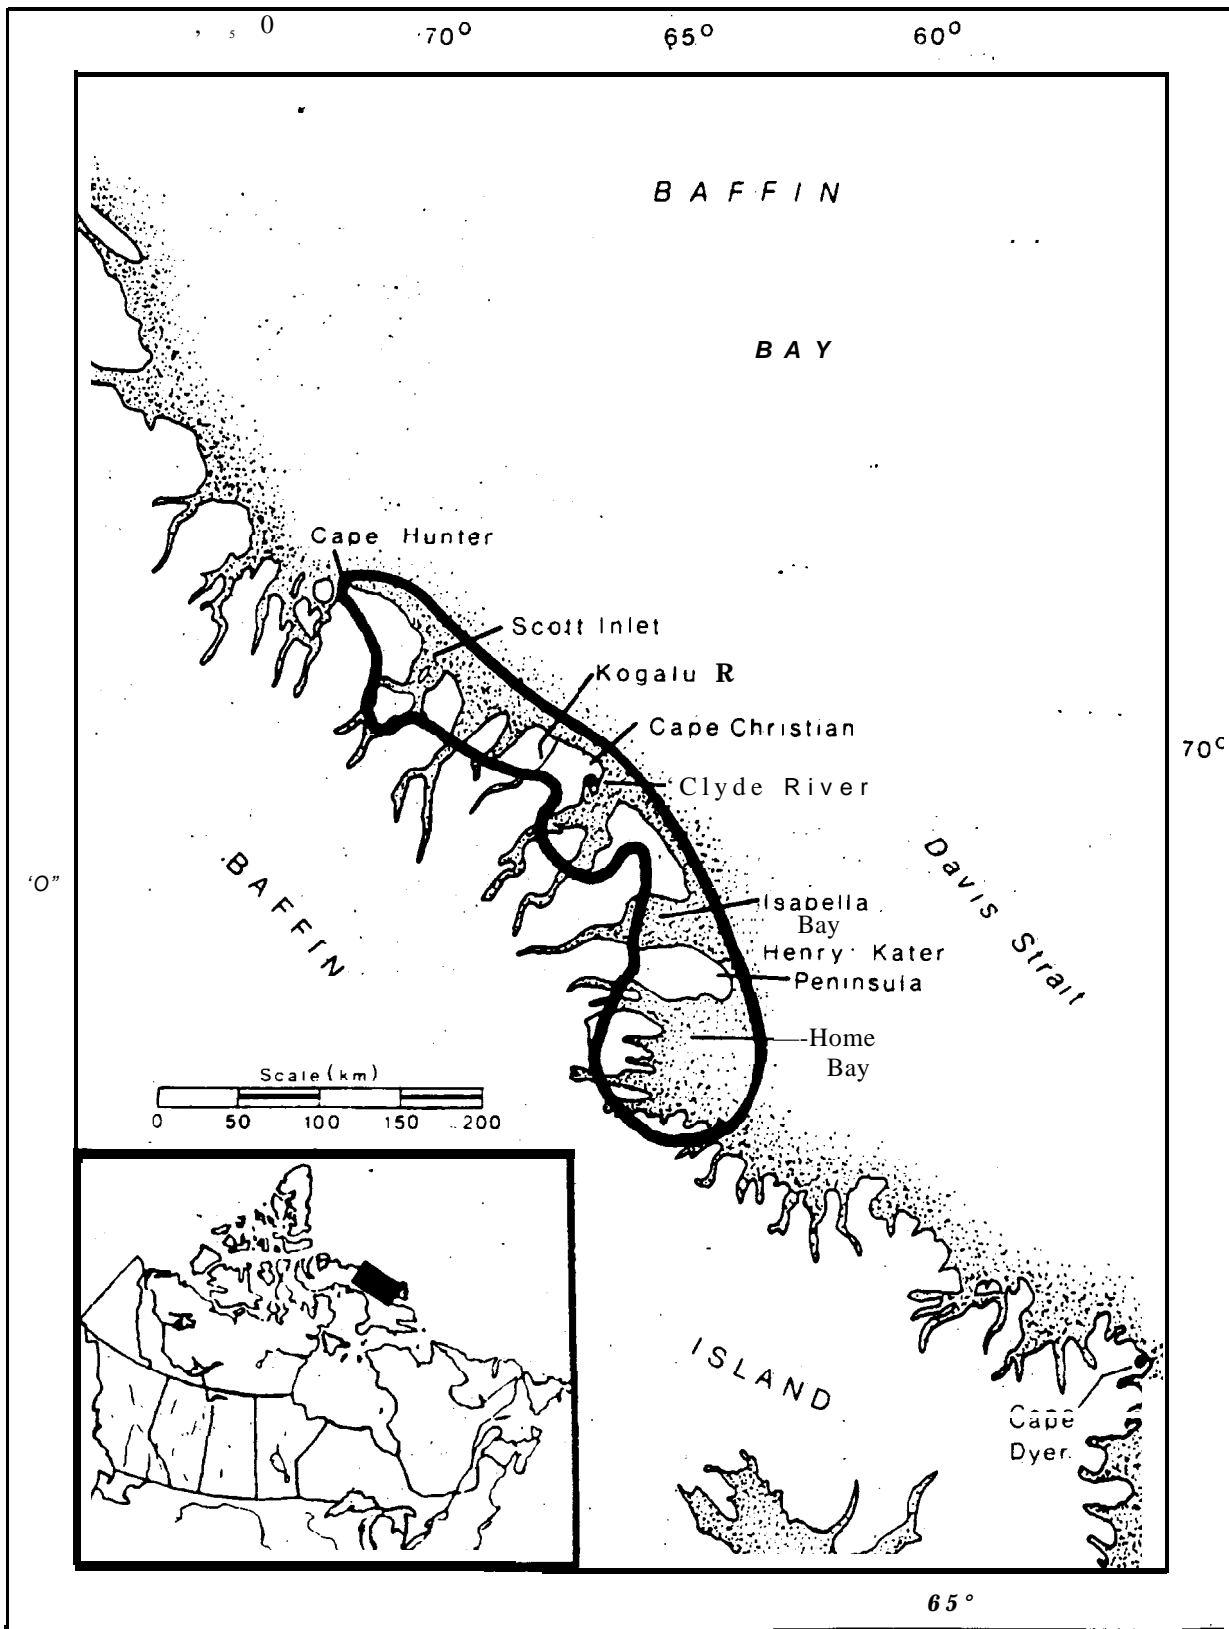 70°
65°
60°
BAFFIN
BAY
Cape Hunter
Scott Inlet
Kogalu R
Cape Christian
70°
Clyde River
Davis Strait
BAFFIN
Isabella
Bay
Henry Kater
Peninsula
Home
Bay
Scale (km)
0 50 100 150 200
ISLAND
Cape
Dyer.
65°